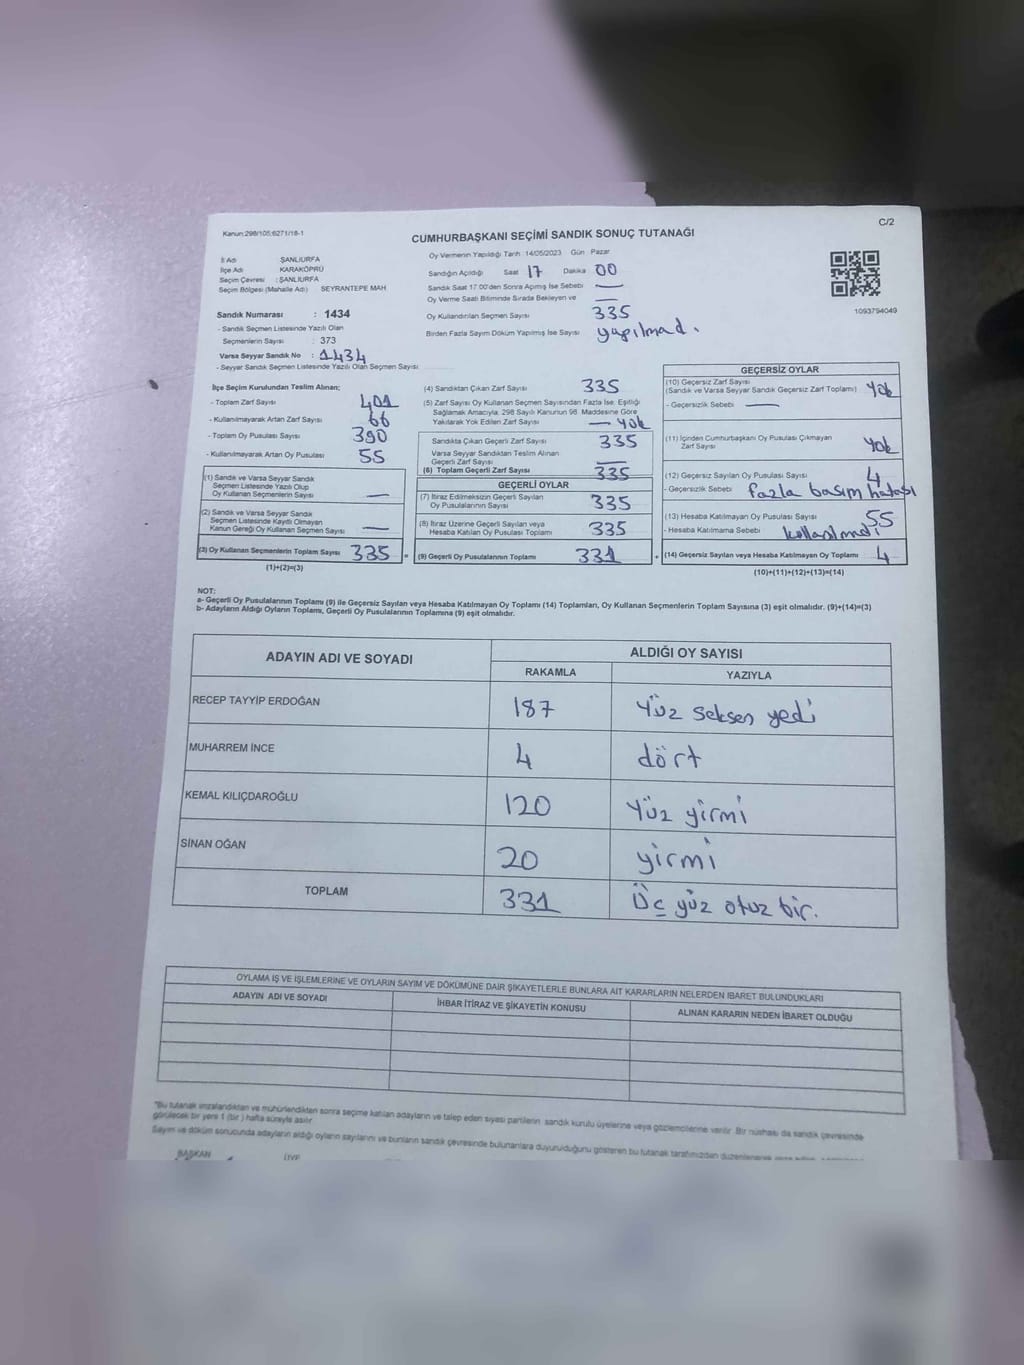 Kanun:298/105;6271/18-1
C/2
CUMHURBAŞKANI SEÇİMİ SANDIK SONUÇ TUTANAĞI
İl Adı ŞANLIURFA
İlçe Adı KARAKÖPRÜ
Seçim Çevresi : ŞANLIURFA
Seçim Bölgesi (Mahalle Adı) SEYRANTEPE MAH
Sandık Numarası : 1434
- Sandık Seçmen Listesinde Yazılı Olan
Seçmenlerin Sayısı : 373
Varsa Seyyar Sandık No : 1434
- Seyyar Sandık Seçmen Listesinde Yazılı Olan Seçmen Sayısı
Oy Vermenin Yapıldığı Tarih 14/05/2023 Gün Pazar
Sandığın Açıldığı Saat 17 Dakika 00
Sandık Saat 17.00'den Sonra Açımış İse Sebebi —
Oy Verme Saati Bitiminde Sırada Bekleyen ve —
Oy Kullandırılan Seçmen Sayısı 335
Birden Fazla Sayım Döküm Yapılmış İse Sayısı yapılmadı.
1093794049
İlçe Seçim Kurulundan Teslim Alınan;
- Toplam Zarf Sayısı 401
- Kullanılmayarak Artan Zarf Sayısı 66
- Toplam Oy Pusulası Sayısı 390
- Kullanılmayarak Artan Oy Pusulası 55
(1) Sandık ve Varsa Seyyar Sandık
Seçmen Listesinde Yazılı Olup
Oy Kullanan Seçmenlerin Sayısı —
(2) Sandık ve Varsa Seyyar Sandık
Seçmen Listesinde Kayıtlı Olmayan
Kanun Gereği Oy Kullanan Seçmen Sayısı —
(3) Oy Kullanan Seçmenlerin Toplam Sayısı 335 =
(1)+(2)=(3)
(4) Sandıktan Çıkan Zarf Sayısı 335
(5) Zarf Sayısı Oy Kullanan Seçmen Sayısından Fazla İse, Eşitliği
Sağlamak Amacıyla, 298 Sayılı Kanunun 98. Maddesine Göre
Yakılarak Yok Edilen Zarf Sayısı — yok
Sandıkta Çıkan Geçerli Zarf Sayısı 335
Varsa Seyyar Sandıktan Teslim Alınan
Geçerli Zarf Sayısı —
(6) Toplam Geçerli Zarf Sayısı 335
GEÇERLİ OYLAR
(7) İtiraz Edilmeksizin Geçerli Sayılan
Oy Pusulalarının Sayısı 335
(8) İtiraz Üzerine Geçerli Sayılan veya
Hesaba Katılan Oy Pusulası Toplamı 335
(9) Geçerli Oy Pusulalarının Toplamı 331 +
GEÇERSİZ OYLAR
(10) Geçersiz Zarf Sayısı
(Sandık ve Varsa Seyyar Sandık Geçersiz Zarf Toplamı) Yok
- Geçersizlik Sebebi —
(11) İçinden Cumhurbaşkanı Oy Pusulası Çıkmayan
Zarf Sayısı Yok
(12) Geçersiz Sayılan Oy Pusulası Sayısı 4
- Geçersizlik Sebebi fazla basım hatası
(13) Hesaba Katılmayan Oy Pusulası Sayısı 55
- Hesaba Katılmama Sebebi
(14) Geçersiz Sayılan veya Hesaba Katılmayan Oy Toplamı 4
(10)+(11)+(12)+(13)=(14)
NOT:
a- Geçerli Oy Pusulalarının Toplamı (9) ile Geçersiz Sayılan veya Hesaba Katılmayan Oy Toplamı (14) Toplamları, Oy Kullanan Seçmenlerin Toplam Sayısına (3) eşit olmalıdır. (9)+(14)=(3)
b- Adayların Aldığı Oyların Toplamı, Geçerli Oy Pusulalarının Toplamına (9) eşit olmalıdır.
ADAYIN ADI VE SOYADI ALDIĞI OY SAYISI
RAKAMLA YAZIYLA
RECEP TAYYİP ERDOĞAN 187 Yüz seksen yedi
MUHARREM İNCE 4 dört
KEMAL KILIÇDAROĞLU 120 Yüz yirmi
SİNAN OĞAN 20 yirmi
TOPLAM 331 Üç yüz otuz bir.
OYLAMA İŞ VE İŞLEMLERİNE VE OYLARIN SAYIM VE DÖKÜMÜNE DAİR ŞİKAYETLERLE BUNLARA AİT KARARLARIN NELERDEN İBARET BULUNDUKLARI
ADAYIN ADI VE SOYADI İHBAR İTİRAZ VE ŞİKAYETİN KONUSU ALINAN KARARIN NEDEN İBARET OLDUĞU
*Bu tutanak imzalandıktan ve mühürlendikten sonra seçime katılan adayların ve talep eden siyasi partilerin sandık kurulu üyelerine veya gözlemcilerine verilir. Bir nüshası da sandık çevresinde
görülecek bir yere 1 (bir) hafta süreyle asılır.
Sayım ve döküm sonucunda adayların aldığı oyların sayılarını ve bunların sandık çevresinde bulunanlara duyurulduğunu gösteren bu tutanak tarafımızdan
BAŞKAN ÜYE